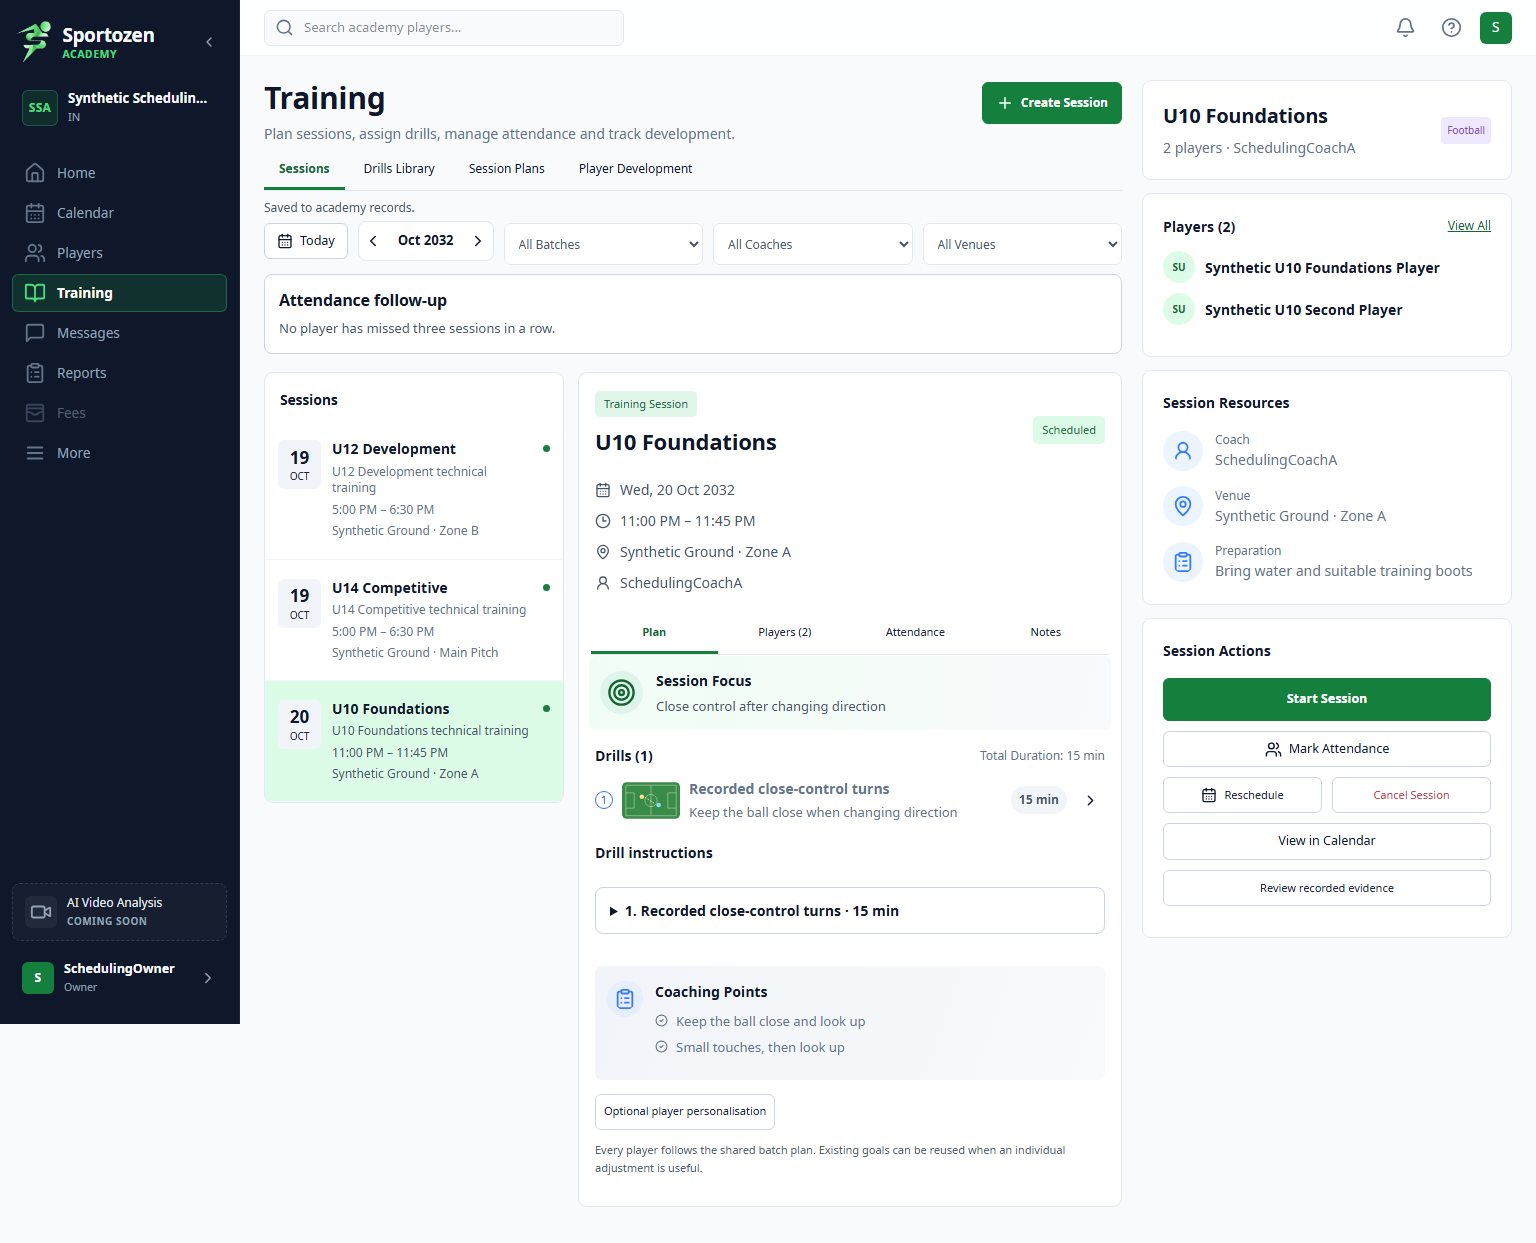 Sportozen
ACADEMY
SSA
Synthetic Schedulin...
IN
Home
Calendar
Players
Training
Messages
Reports
Fees
More
AI Video Analysis
COMING SOON
S
SchedulingOwner
Owner
Search academy players...
S
Training
Plan sessions, assign drills, manage attendance and track development.
Create Session
Sessions
Drills Library
Session Plans
Player Development
Saved to academy records.
Today
Oct 2032
All Batches
All Coaches
All Venues
Attendance follow-up
No player has missed three sessions in a row.
Sessions
19
OCT
U12 Development
U12 Development technical
training
5:00 PM – 6:30 PM
Synthetic Ground · Zone B
19
OCT
U14 Competitive
U14 Competitive technical training
5:00 PM – 6:30 PM
Synthetic Ground · Main Pitch
20
OCT
U10 Foundations
U10 Foundations technical training
11:00 PM – 11:45 PM
Synthetic Ground · Zone A
Training Session
U10 Foundations
Scheduled
Wed, 20 Oct 2032
11:00 PM – 11:45 PM
Synthetic Ground · Zone A
SchedulingCoachA
Plan
Players (2)
Attendance
Notes
Session Focus
Close control after changing direction
Drills (1)
Total Duration: 15 min
1
Recorded close-control turns
Keep the ball close when changing direction
15 min
Drill instructions
1. Recorded close-control turns · 15 min
Coaching Points
Keep the ball close and look up
Small touches, then look up
Optional player personalisation
Every player follows the shared batch plan. Existing goals can be reused when an individual
adjustment is useful.
U10 Foundations
2 players · SchedulingCoachA
Football
Players (2)
View All
SU
Synthetic U10 Foundations Player
SU
Synthetic U10 Second Player
Session Resources
Coach
SchedulingCoachA
Venue
Synthetic Ground · Zone A
Preparation
Bring water and suitable training boots
Session Actions
Start Session
Mark Attendance
Reschedule
Cancel Session
View in Calendar
Review recorded evidence